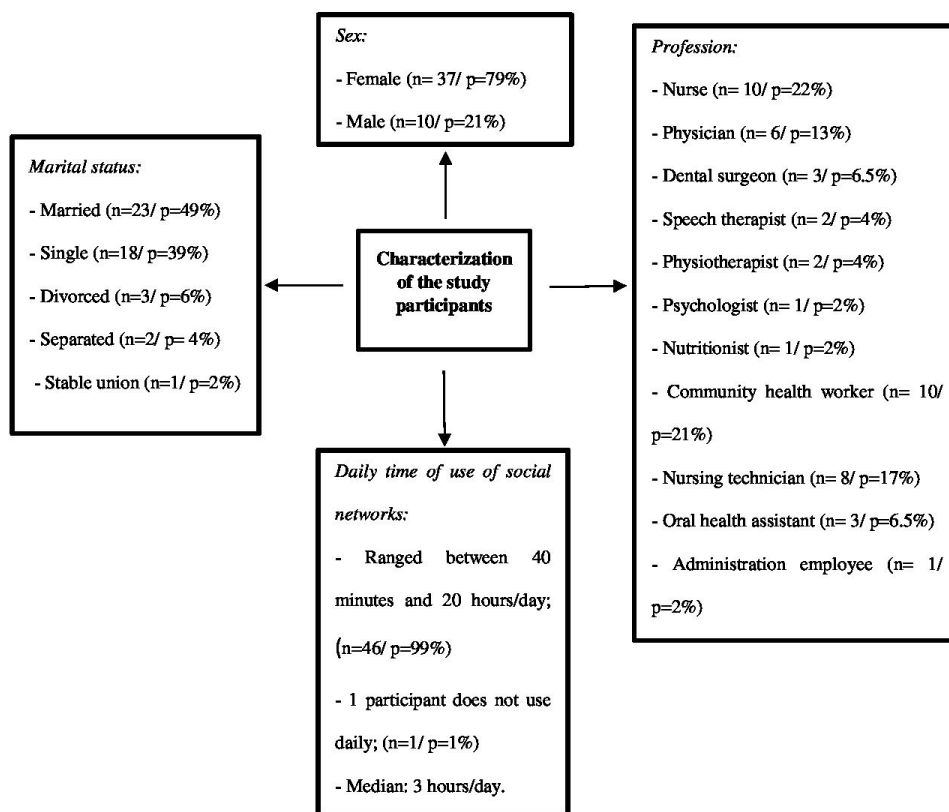 Sex:
- Female (n= 37/ p=79%)
- Male (n=10/ p=21%)
Marital status:
- Married (n=23/ p=49%)
- Single (n=18/ p=39%)
- Divorced (n=3/ p=6%)
- Separated (n=2/ p= 4%)
- Stable union (n=1/ p=2%)
Characterization
of the study
participants
Profession:
- Nurse (n= 10/ p=22%)
- Physician (n= 6/ p=13%)
- Dental surgeon (n= 3/ p=6.5%)
- Speech therapist (n= 2/ p=4%)
- Physiotherapist (n= 2/ p=4%)
- Psychologist (n= 1/ p=2%)
- Nutritionist (n= 1/ p=2%)
- Community health worker (n= 10/
p=21%)
- Nursing technician (n= 8/ p=17%)
- Oral health assistant (n= 3/ p=6.5%)
- Administration employee (n= 1/
p=2%)
Daily time of use of social
networks:
- Ranged between 40
minutes and 20 hours/day;
(n=46/ p=99%)
- 1 participant does not use
daily; (n=1/ p=1%)
- Median: 3 hours/day.